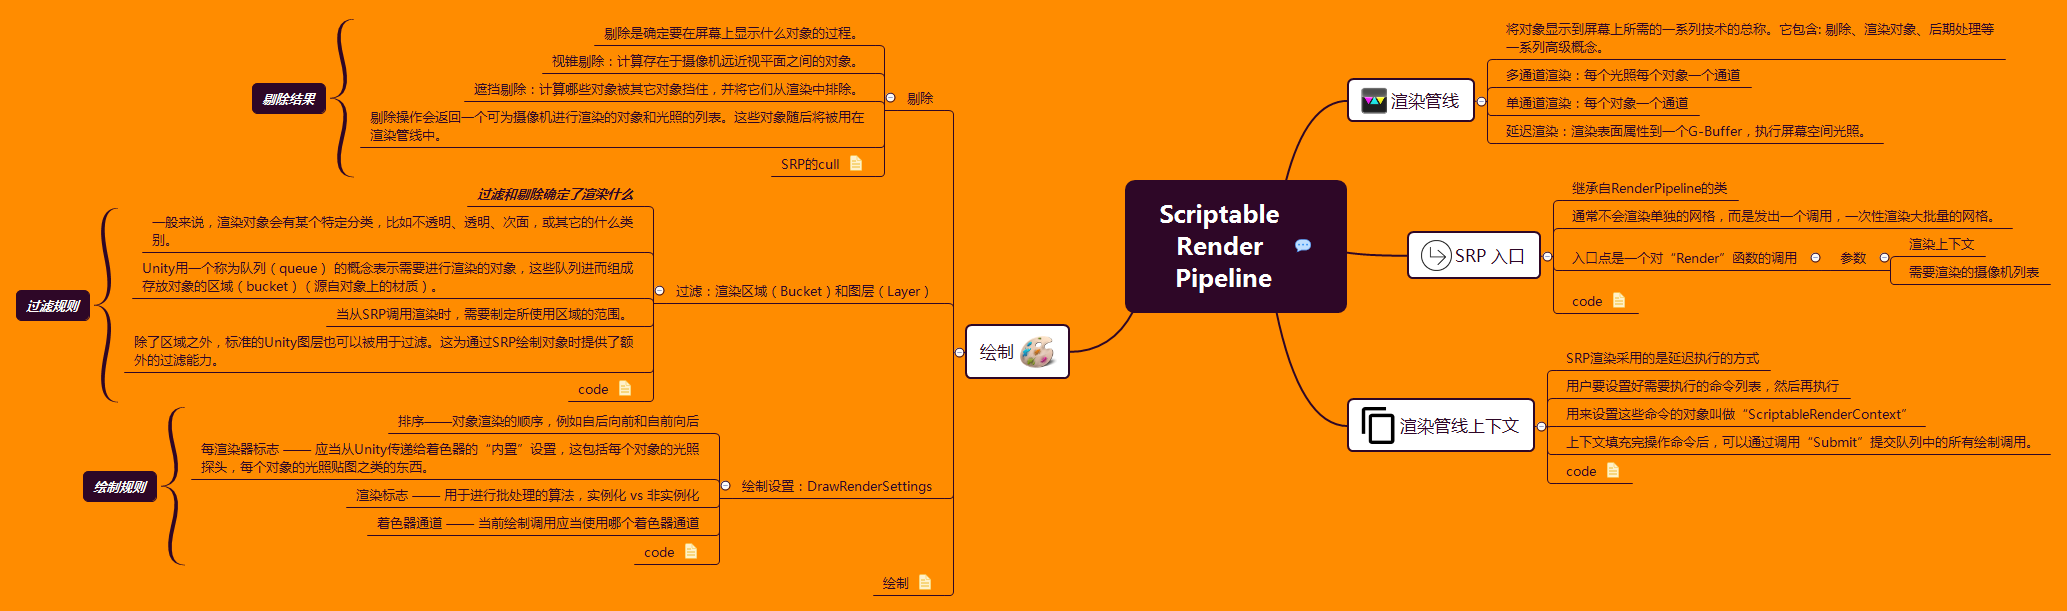 Scriptable
Render
Pipeline
渲染管线
将对象显示到屏幕上所需的一系列技术的总称。它包含: 剔除、渲染对象、后期处理等
一系列高级概念。
多通道渲染：每个光照每个对象一个通道
单通道渲染：每个对象一个通道
延迟渲染：渲染表面属性到一个G-Buffer，执行屏幕空间光照。
SRP 入口
继承自RenderPipeline的类
通常不会渲染单独的网格，而是发出一个调用，一次性渲染大批量的网格。
入口点是一个对“Render”函数的调用
参数
渲染上下文
需要渲染的摄像机列表
code
渲染管线上下文
SRP渲染采用的是延迟执行的方式
用户要设置好需要执行的命令列表，然后再执行
用来设置这些命令的对象叫做“ScriptableRenderContext”
上下文填充完操作命令后，可以通过调用“Submit”提交队列中的所有绘制调用。
code
绘制
剔除
剔除是确定要在屏幕上显示什么对象的过程。
视锥剔除：计算存在于摄像机远近视平面之间的对象。
遮挡剔除：计算哪些对象被其它对象挡住，并将它们从渲染中排除。
剔除操作会返回一个可为摄像机进行渲染的对象和光照的列表。这些对象随后将被用在
渲染管线中。
SRP的cull
剔除结果
过滤：渲染区域（Bucket）和图层（Layer）
过滤和剔除确定了渲染什么
一般来说，渲染对象会有某个特定分类，比如不透明、透明、次面，或其它的什么类
别。
Unity用一个称为队列（queue） 的概念表示需要进行渲染的对象，这些队列进而组成
存放对象的区域（bucket）（源自对象上的材质）。
当从SRP调用渲染时，需要制定所使用区域的范围。
除了区域之外，标准的Unity图层也可以被用于过滤。这为通过SRP绘制对象时提供了额
外的过滤能力。
code
过滤规则
绘制设置：DrawRenderSettings
排序——对象渲染的顺序，例如自后向前和自前向后
每渲染器标志 —— 应当从Unity传递给着色器的“内置”设置，这包括每个对象的光照
探头，每个对象的光照贴图之类的东西。
渲染标志 —— 用于进行批处理的算法，实例化 vs 非实例化
着色器通道 —— 当前绘制调用应当使用哪个着色器通道
code
绘制规则
绘制